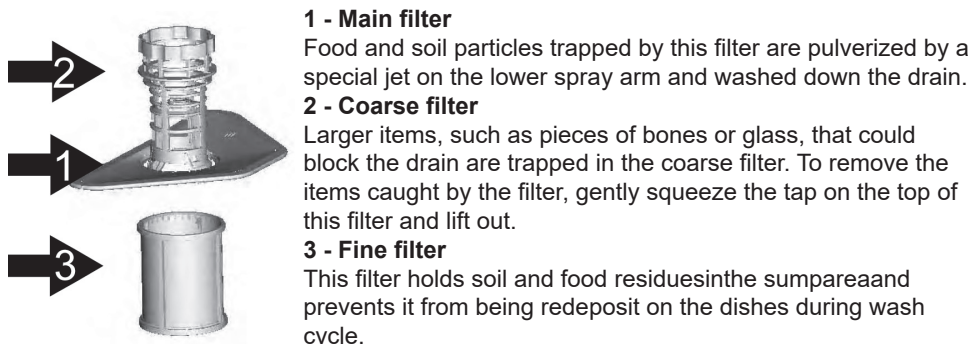 1 - Main filter
Food and soil particles trapped by this filter are pulverized by a
special jet on the lower spray arm and washed down the drain.
2 - Coarse filter
Larger items, such as pieces of bones or glass, that could
block the drain are trapped in the coarse filter. To remove the
items caught by the filter, gently squeeze the tap on the top of
this filter and lift out.
3 - Fine filter
This filter holds soil and food residuesinthe sumpareaand
prevents it from being redeposit on the dishes during wash
cycle.
2
1
3